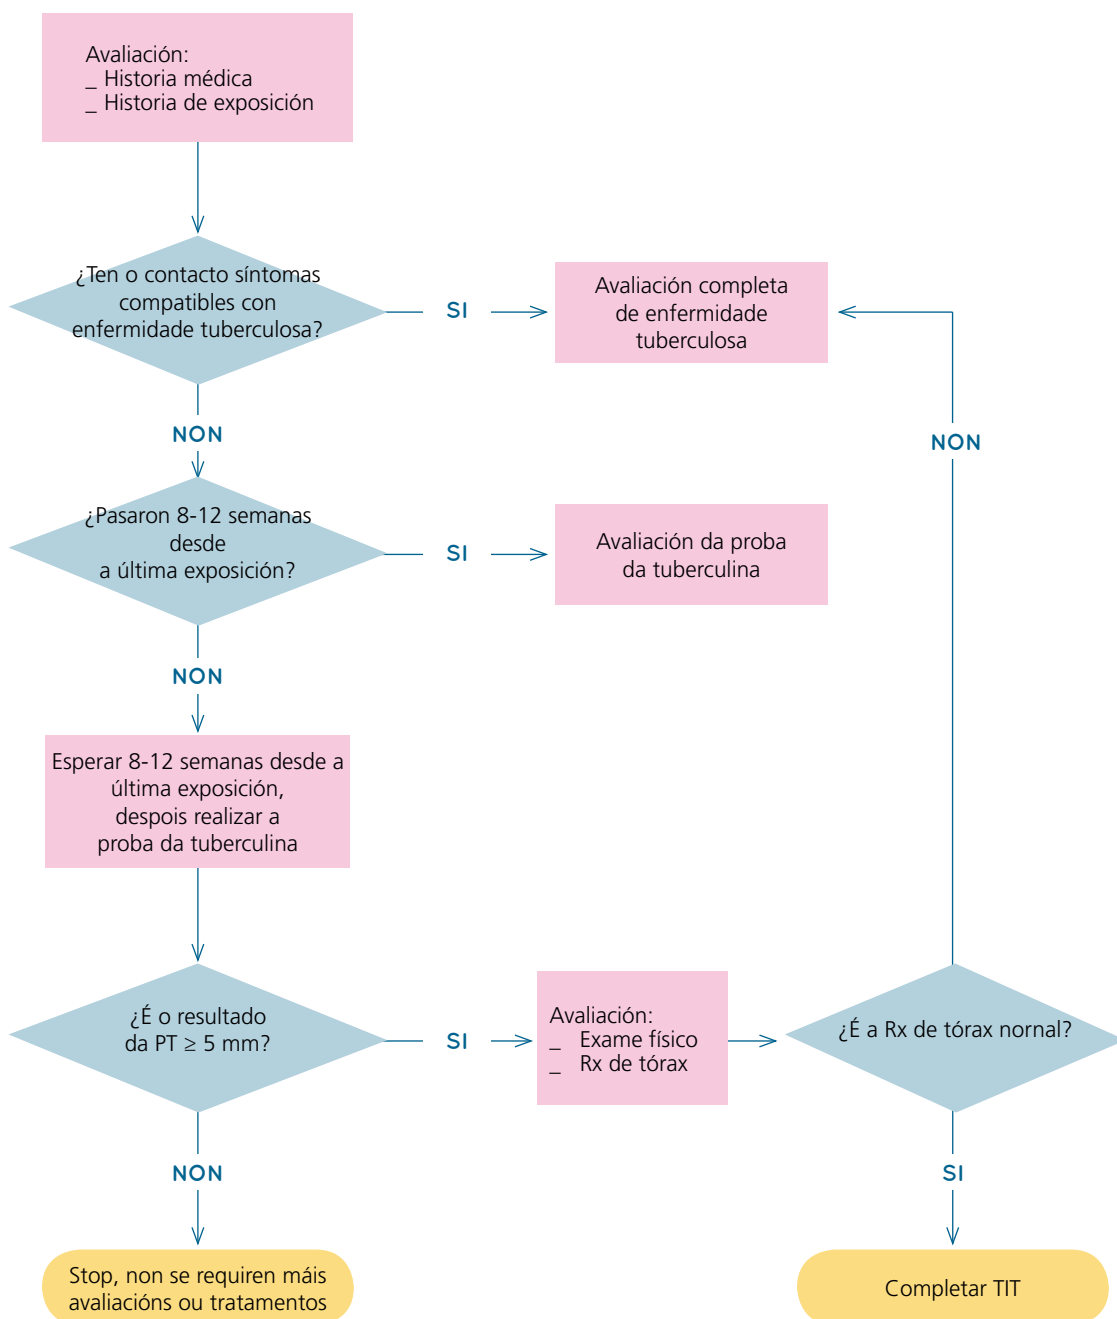 Avaliación:
_ Historia médica
_ Historia de exposición
¿Ten o contacto síntomas
compatibles con
enfermidade tuberculosa?
SI
Avaliación completa
de enfermidade
tuberculosa
NON
NON
¿Pasaron 8-12 semanas
desde
a última exposición?
SI
Avaliación da proba
da tuberculina
NON
Esperar 8-12 semanas desde a
última exposición,
despois realizar a
proba da tuberculina
¿É o resultado
da PT ≥ 5 mm?
SI
Avaliación:
_ Exame físico
_ Rx de tórax
¿É a Rx de tórax nornal?
NON
SI
Stop, non se requiren máis
avaliacións ou tratamentos
Completar TIT